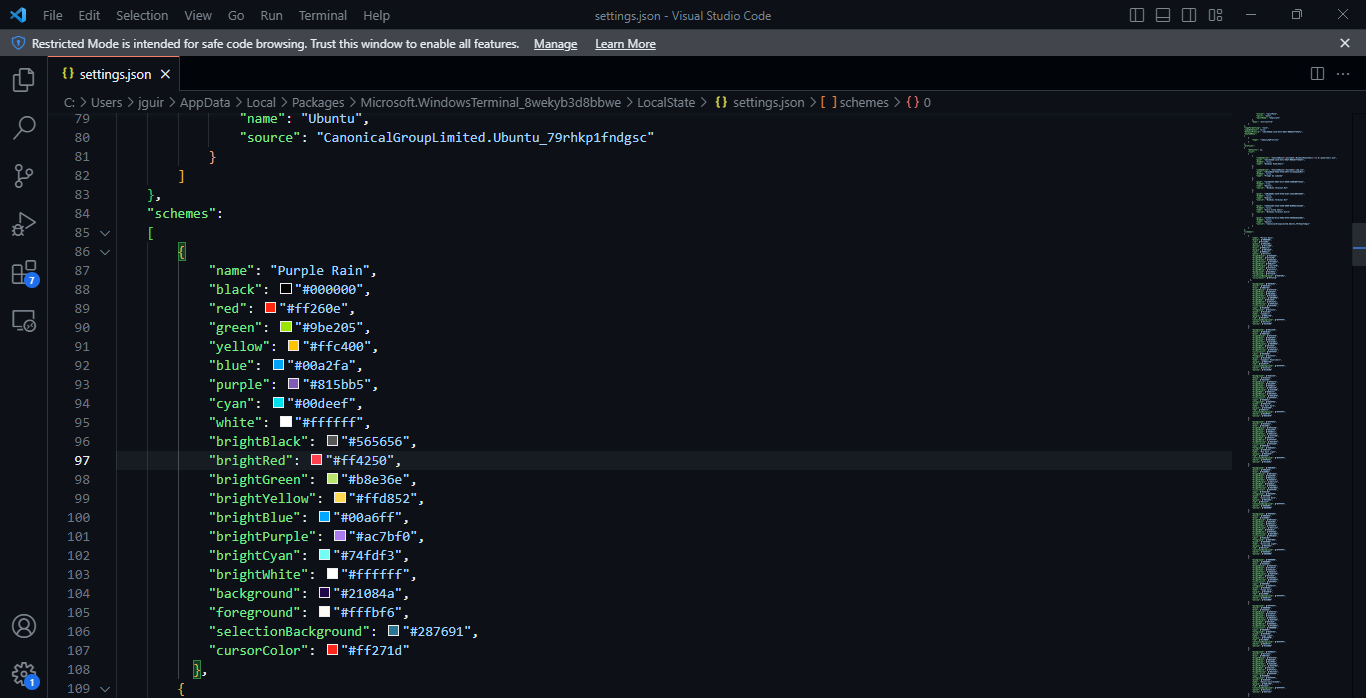 File Edit Selection View Go Run Terminal Help settings.json - Visual Studio Code
Restricted Mode is intended for safe code browsing. Trust this window to enable all features. Manage Learn More
{} settings.json
C: > Users > jguir > AppData > Local > Packages > Microsoft.WindowsTerminal_8wekyb3d8bbwe > LocalState > {} settings.json > [ ] schemes > {} 0
79 "name": "Ubuntu",
80 "source": "CanonicalGroupLimited.Ubuntu_79rhkp1fndgsc"
81 }
82 ]
83 },
84 "schemes":
85 [
86 {
87 "name": "Purple Rain",
88 "black": "#000000",
89 "red": "#ff260e",
90 "green": "#9be205",
91 "yellow": "#ffc400",
92 "blue": "#00a2fa",
93 "purple": "#815bb5",
94 "cyan": "#00deef",
95 "white": "#ffffff",
96 "brightBlack": "#565656",
97 "brightRed": "#ff4250",
98 "brightGreen": "#b8e36e",
99 "brightYellow": "#ffd852",
100 "brightBlue": "#00a6ff",
101 "brightPurple": "#ac7bf0",
102 "brightCyan": "#74fdf3",
103 "brightWhite": "#ffffff",
104 "background": "#21084a",
105 "foreground": "#fffbf6",
106 "selectionBackground": "#287691",
107 "cursorColor": "#ff271d"
108 },
109 {
7
1